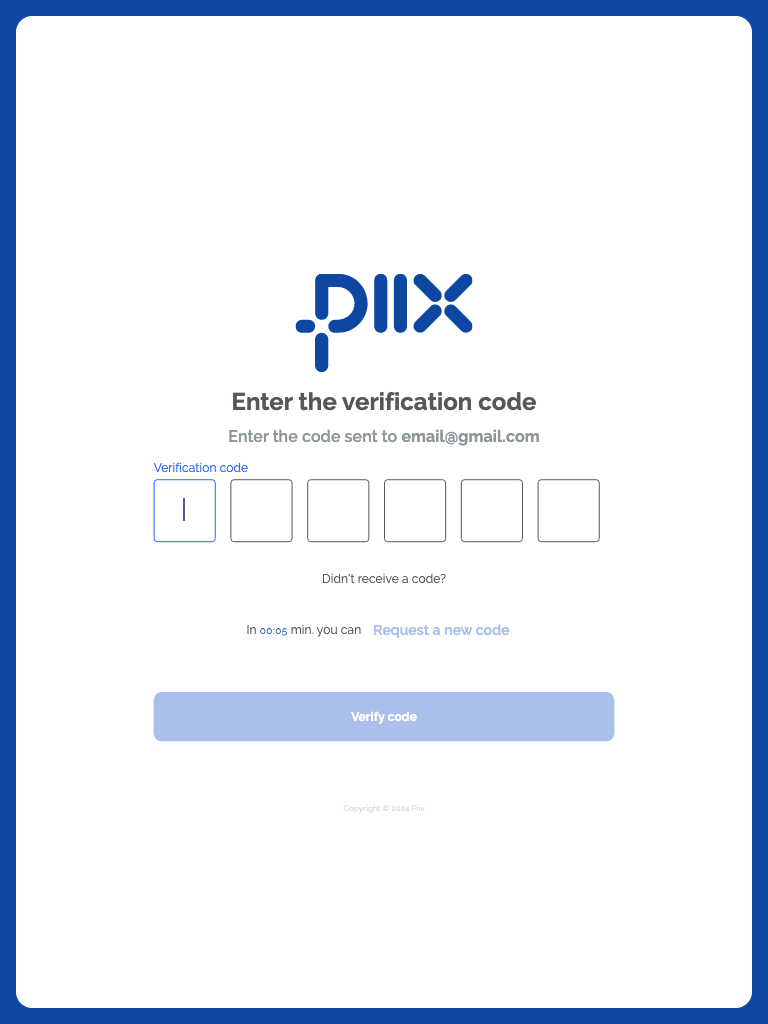 PIIX
Enter the verification code
Enter the code sent to email@gmail.com
Verification code
Didn't receive a code?
In 00:05 min. you can Request a new code
Verify code
Copyright © 2024 Piix